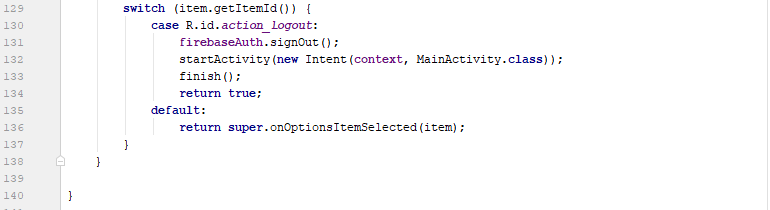 129 switch (item.getItemId()) {
130 case R.id.action_logout:
131 firebaseAuth.signOut();
132 startActivity(new Intent(context, MainActivity.class));
133 finish();
134 return true;
135 default:
136 return super.onOptionsItemSelected(item);
137 }
138 }
139
140 }